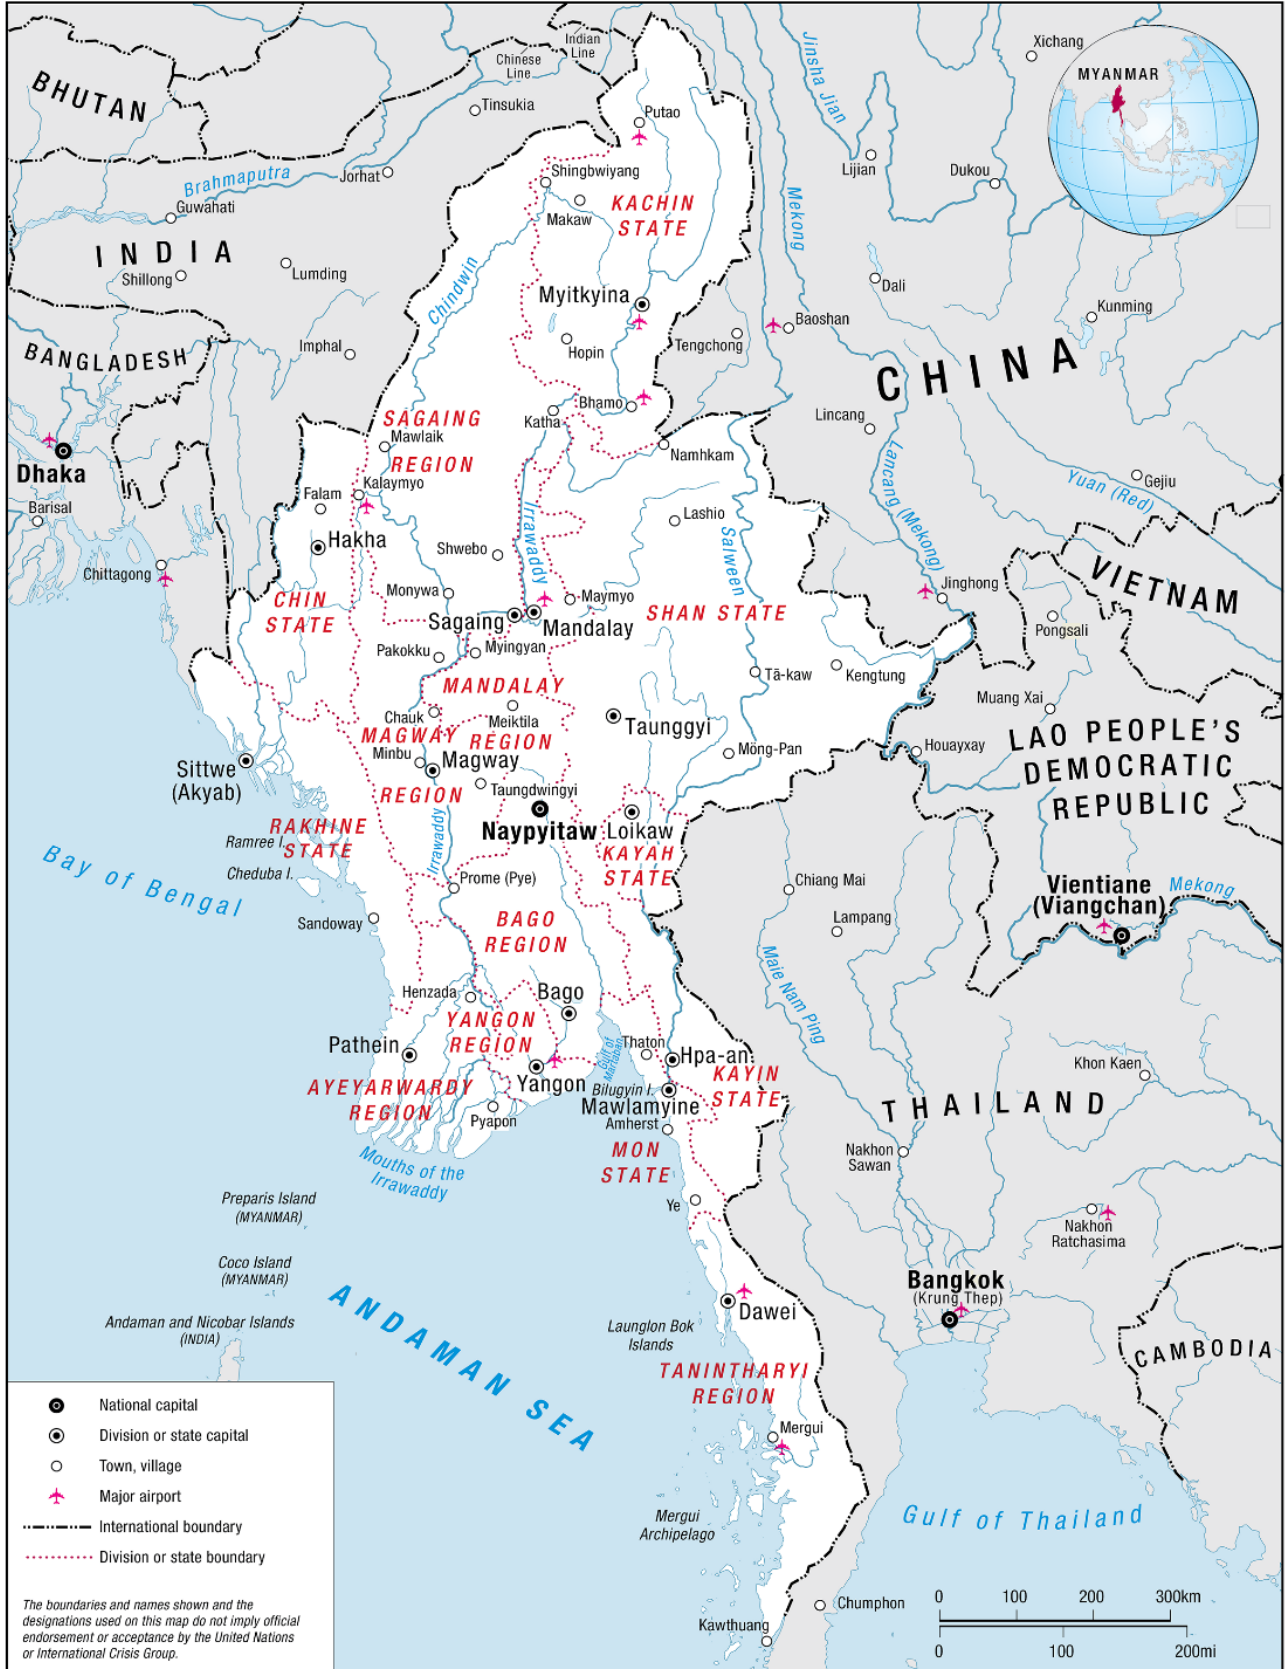 Indian
Line
Chinese
Line
Xichang
BHUTAN
Tinsukia
Putao
Jinsha Jian
MYANMAR
Jorhat
Brahmaputra
Guwahati
Shingbwiyang
Makaw
KACHIN
STATE
Mekong
Lijian
Dukou
INDIA
Shillong
Lumding
Chindwin
Myitkyina
Dali
Baoshan
Kunming
Tengchong
Hopin
Imphal
BANGLADESH
CHINA
Bhamo
Katha
SAGAING
Mawlaik
REGION
Lincang
Namhkam
Dhaka
Barisal
Falam
Kalaymyo
Lancang (Mekong)
Yuan (Red)
Gejiu
Hakha
Shwebo
Irrawaddy
Lashio
Salween
Chittagong
Monywa
Maymyo
Jinghong
VIETNAM
CHIN
STATE
Sagaing
Mandalay
SHAN STATE
Pongsali
Pakokku
Myingyan
Tā-kaw
Kengtung
MANDALAY
Muang Xai
Chauk
Meiktila
Taunggyi
MAGWAY
REGION
Minbu
Magway
Möng-Pan
Houayxay
LAO PEOPLE'S
DEMOCRATIC
REPUBLIC
Sittwe
(Akyab)
REGION
Taungdwingyi
Naypyitaw
Loikaw
RAKHINE
STATE
Ramree I.
Irrawaddy
KAYAH
STATE
Cheduba I.
Bay of Bengal
Prome (Pye)
Chiang Mai
Vientiane
(Viangchan)
Mekong
Sandoway
BAGO
REGION
Lampang
Maie Nam Ping
Henzada
Bago
YANGON
REGION
Gulf of
Martaban
Pathein
Thaton
Hpa-an
Khon Kaen
Yangon
KAYIN
STATE
AYEYARWARDY
REGION
Bilugyin I.
Mawlamyine
Amherst
THAILAND
Pyapon
MON
STATE
Nakhon
Sawan
Mouths of the
Irrawaddy
Preparis Island
(MYANMAR)
Ye
Nakhon
Ratchasima
Coco Island
(MYANMAR)
Bangkok
(Krung Thep)
Andaman and Nicobar Islands
(INDIA)
ANDAMAN SEA
Dawei
Launglon Bok
Islands
CAMBODIA
TANINTHARYI
REGION
Mergui
Mergui
Archipelago
Gulf of Thailand
Chumphon
Kawthuang
National capital
Division or state capital
Town, village
Major airport
International boundary
Division or state boundary
The boundaries and names shown and the
designations used on this map do not imply official
endorsement or acceptance by the United Nations
or International Crisis Group.
0 100 200 300km
0 100 200mi